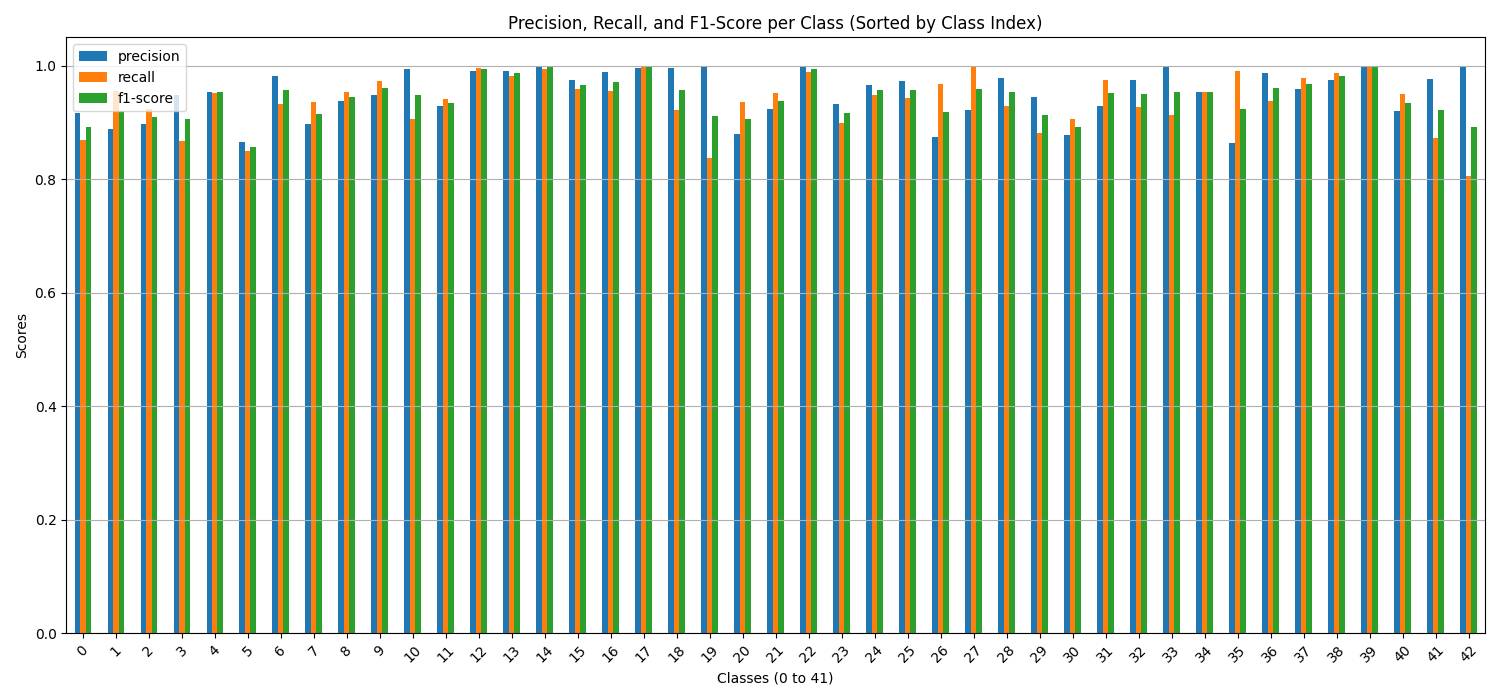 Precision, Recall, and F1-Score per Class (Sorted by Class Index)
precision
recall
f1-score
1.0
0.8
0.6
0.4
0.2
0.0
Scores
0 1 2 3 4 5 6 7 8 9 10 11 12 13 14 15 16 17 18 19 20 21 22 23 24 25 26 27 28 29 30 31 32 33 34 35 36 37 38 39 40 41 42
Classes (0 to 41)